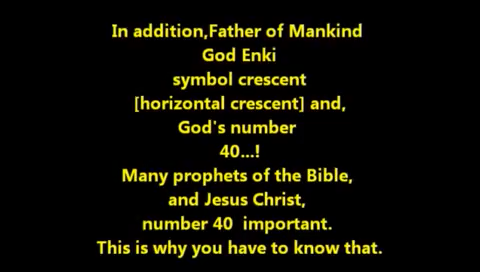 In addition,Father of Mankind
God Enki
symbol crescent
[horizontal crescent] and,
God's number
40...!
Many prophets of the Bible,
and Jesus Christ,
number 40  important.
This is why you have to know that.